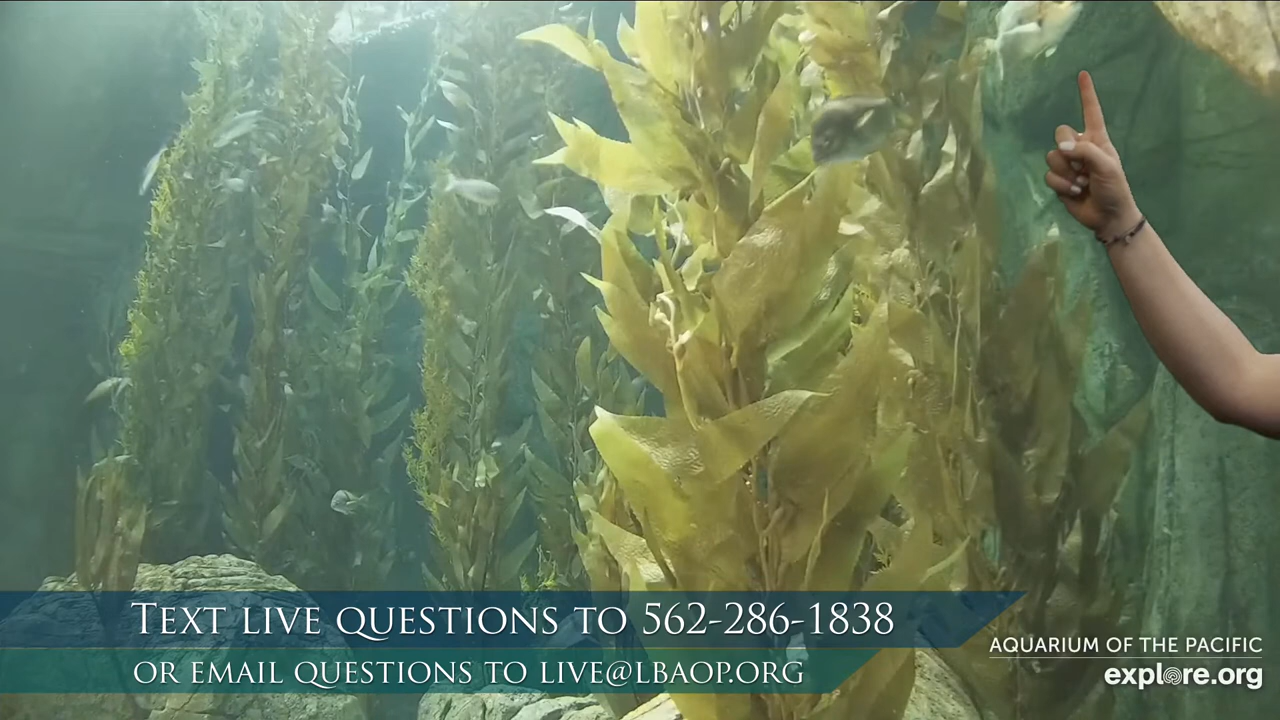 TEXT LIVE QUESTIONS TO 562-286-1838
OR EMAIL QUESTIONS TO LIVE@LBAOP.ORG
AQUARIUM OF THE PACIFIC
explore.org